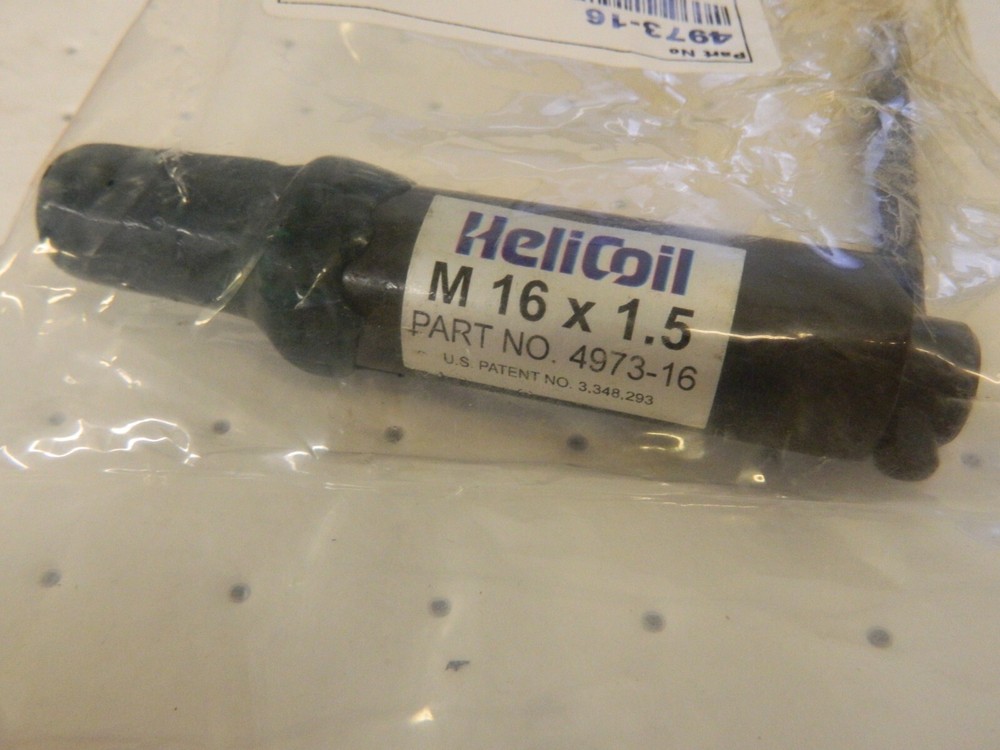 Part No
4973-16
HeliCoil
M 16 x 1.5
PART NO. 4973-16
U.S. PATENT NO. 3,348,293